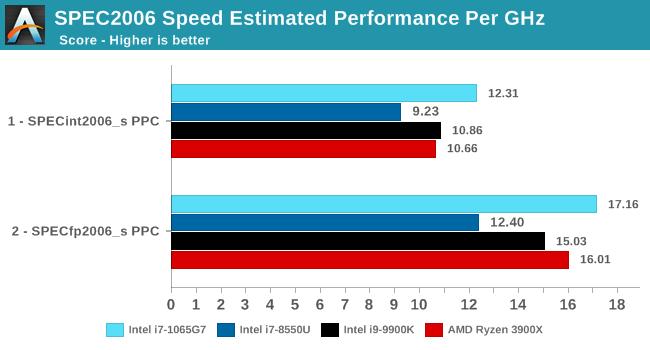 SPEC2006 Speed Estimated Performance Per GHz
Score - Higher is better
12.31
9.23
1 - SPECint2006_s PPC
10.86
10.66
17.16
12.40
2 - SPECfp2006_s PPC
15.03
16.01
0 1 2 3 4 5 6 7 8 9 10 12 14 16 18
Intel i7-1065G7 Intel i7-8550U Intel i9-9900K AMD Ryzen 3900X